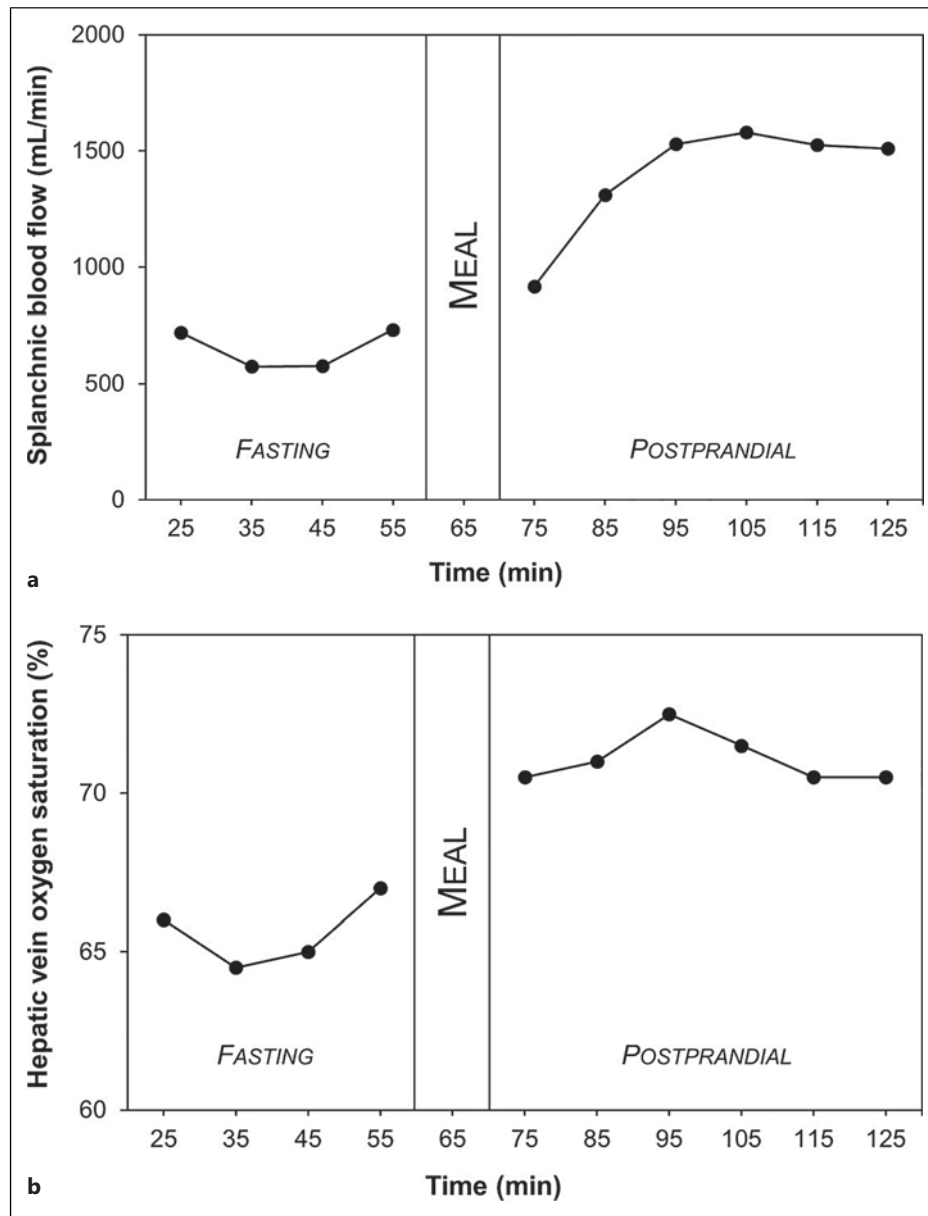 Splanchnic blood flow (mL/min)
2000
1500
1000
500
0
FASTING
MEAL
POSTPRANDIAL
25 35 45 55 65 75 85 95 105 115 125
Time (min)
a
Hepatic vein oxygen saturation (%)
75
70
65
60
FASTING
MEAL
POSTPRANDIAL
25 35 45 55 65 75 85 95 105 115 125
Time (min)
b